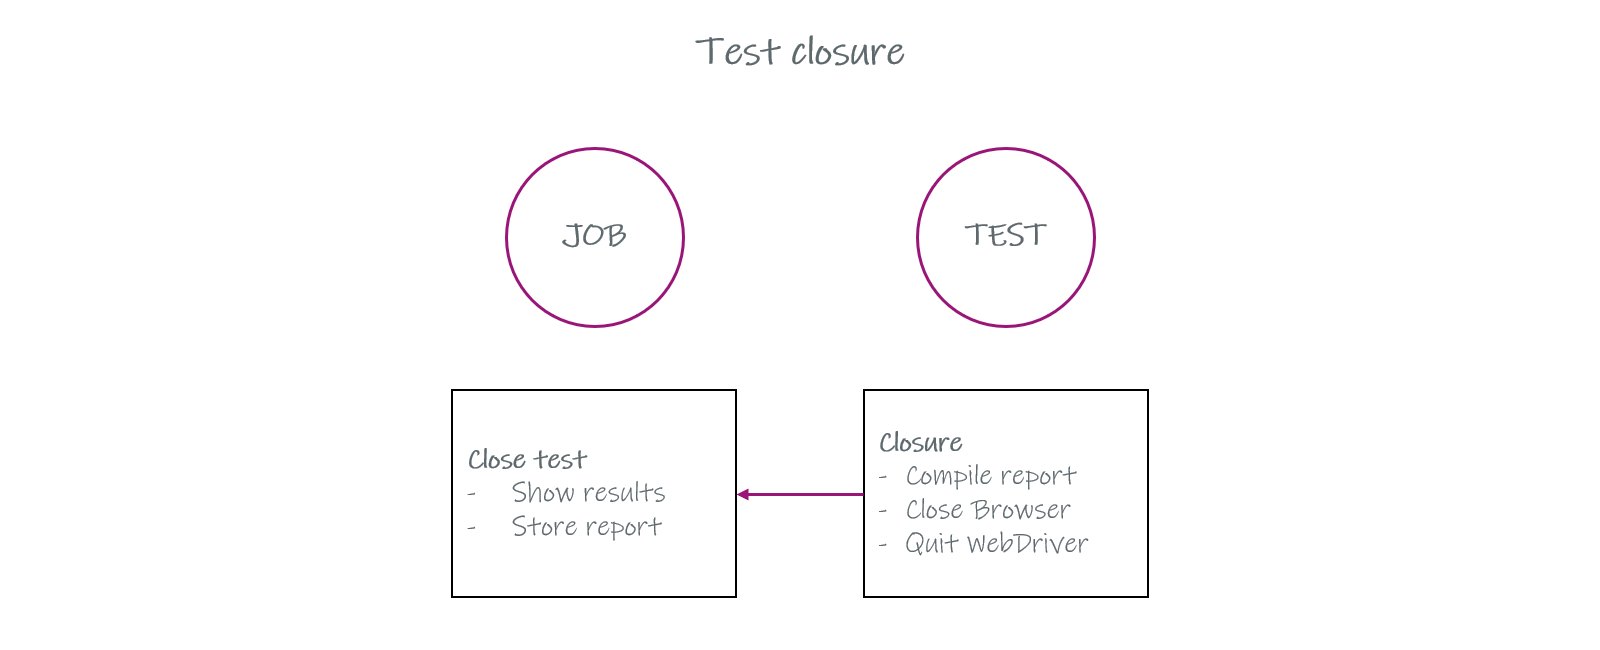 Test closure
JOB
TEST
Close test
- Show results
- Store report
Closure
- Compile report
- Close Browser
- Quit WebDriver